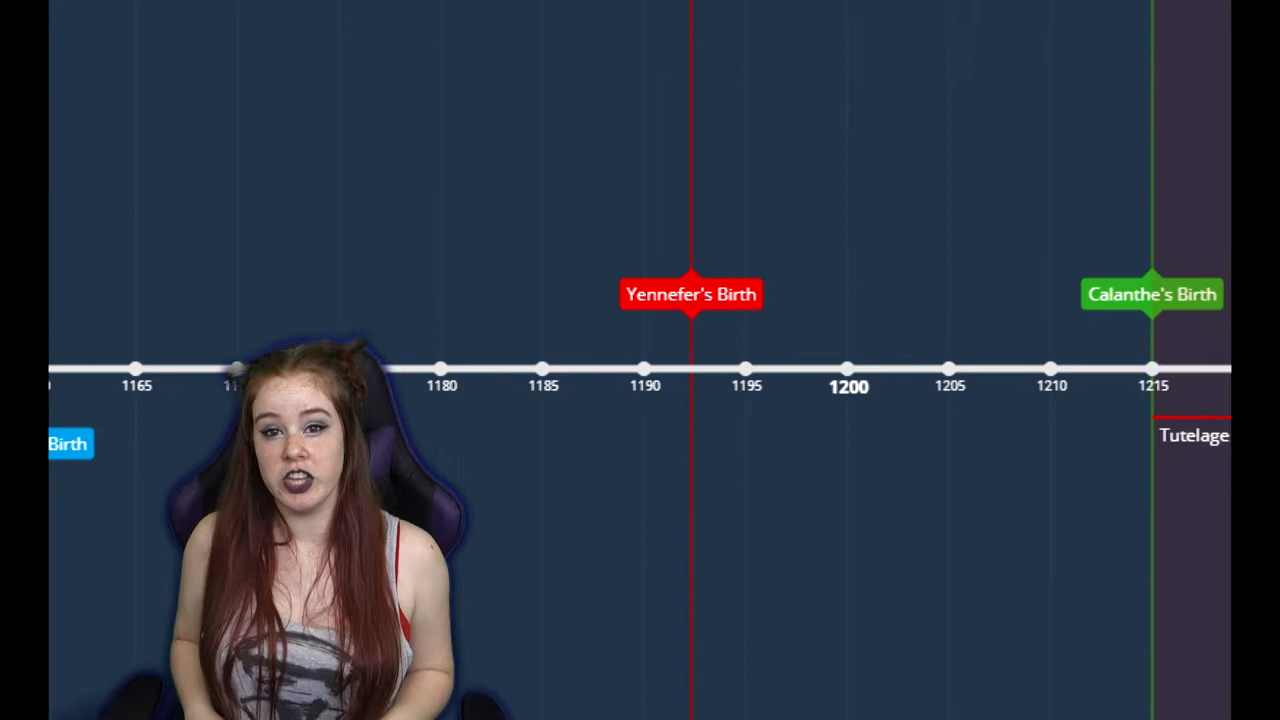 Yennefer's Birth
Calanthe's Birth
1165
1180
1185
1190
1195
1200
1205
1210
1215
Birth
Tutelage